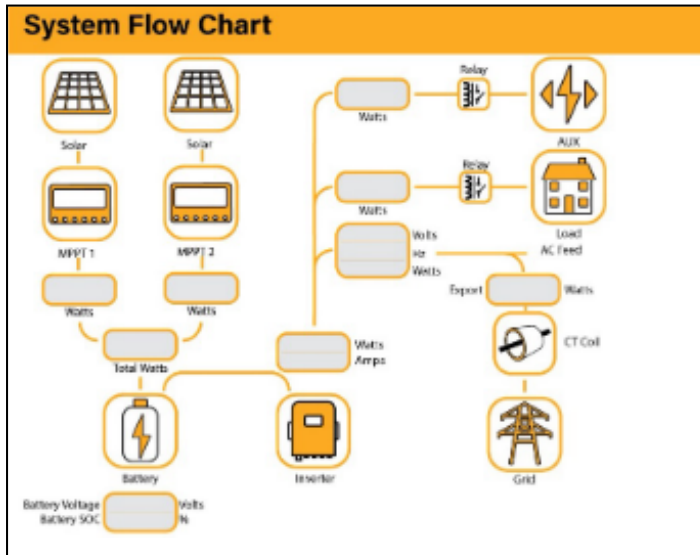 System Flow Chart
Relay
Watts
AUX
Solar
Solar
Relay
Watts
Load
MPPT 1
MPPT 2
Volts
Hz
Watts
AC Feed
Watts
Watts
Export
Watts
Total Watts
Watts
Amps
CT Coil
Battery
Inverter
Grid
Battery Voltage
Volts
Battery SOC
%